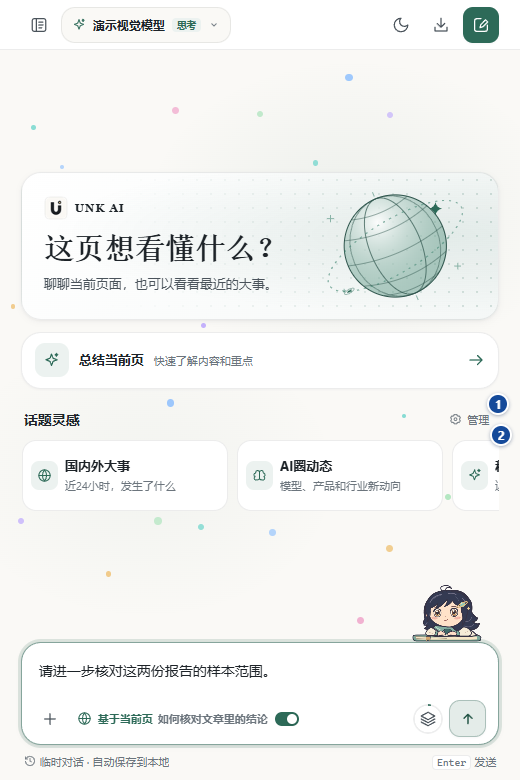 演示视觉模型 思考
UNK AI
这页想看懂什么？
聊聊当前页面，也可以看看最近的大事。
总结当前页 快速了解内容和重点
1
话题灵感 管理
2
国内外大事
近24小时，发生了什么
AI圈动态
模型、产品和行业新动向
请进一步核对这两份报告的样本范围。
基于当前页 如何核对文章里的结论
临时对话 · 自动保存到本地 Enter 发送